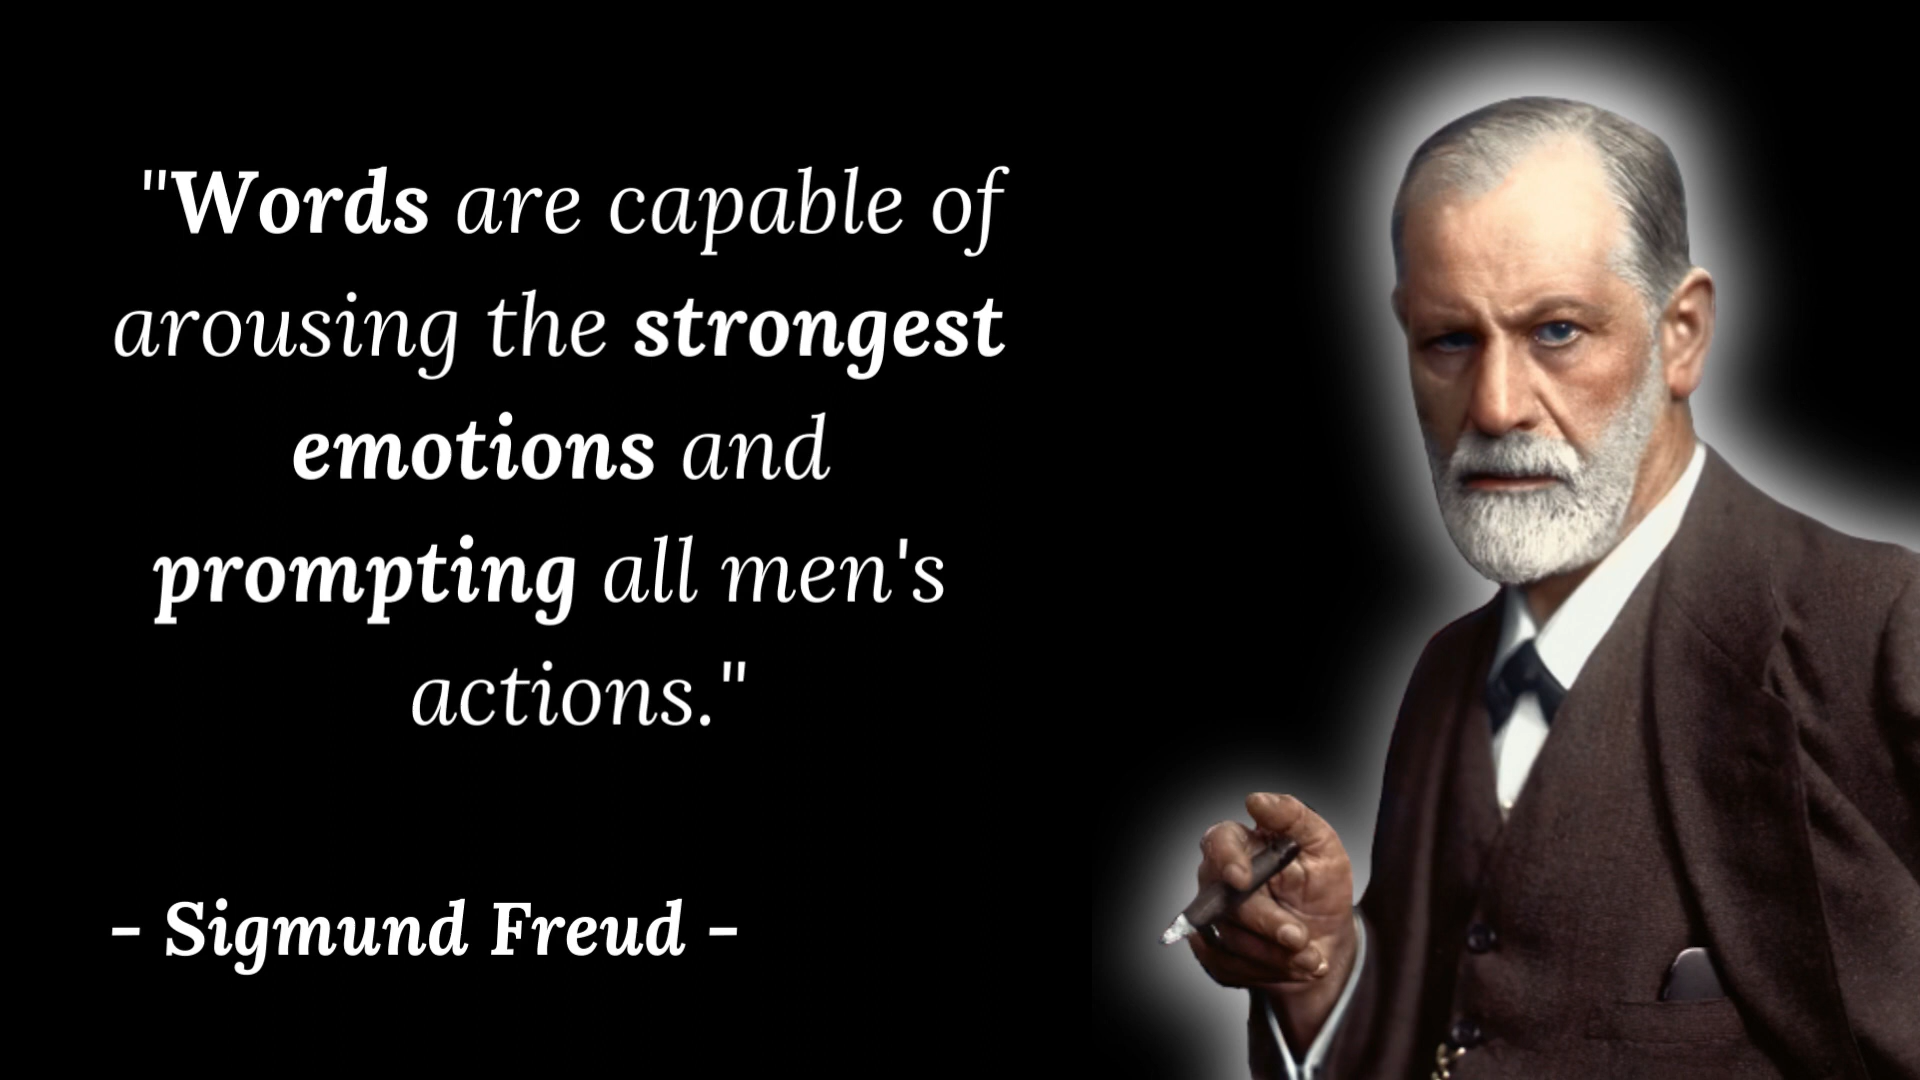 "Words are capable of
arousing the strongest
emotions and
prompting all men's
actions."
- Sigmund Freud -